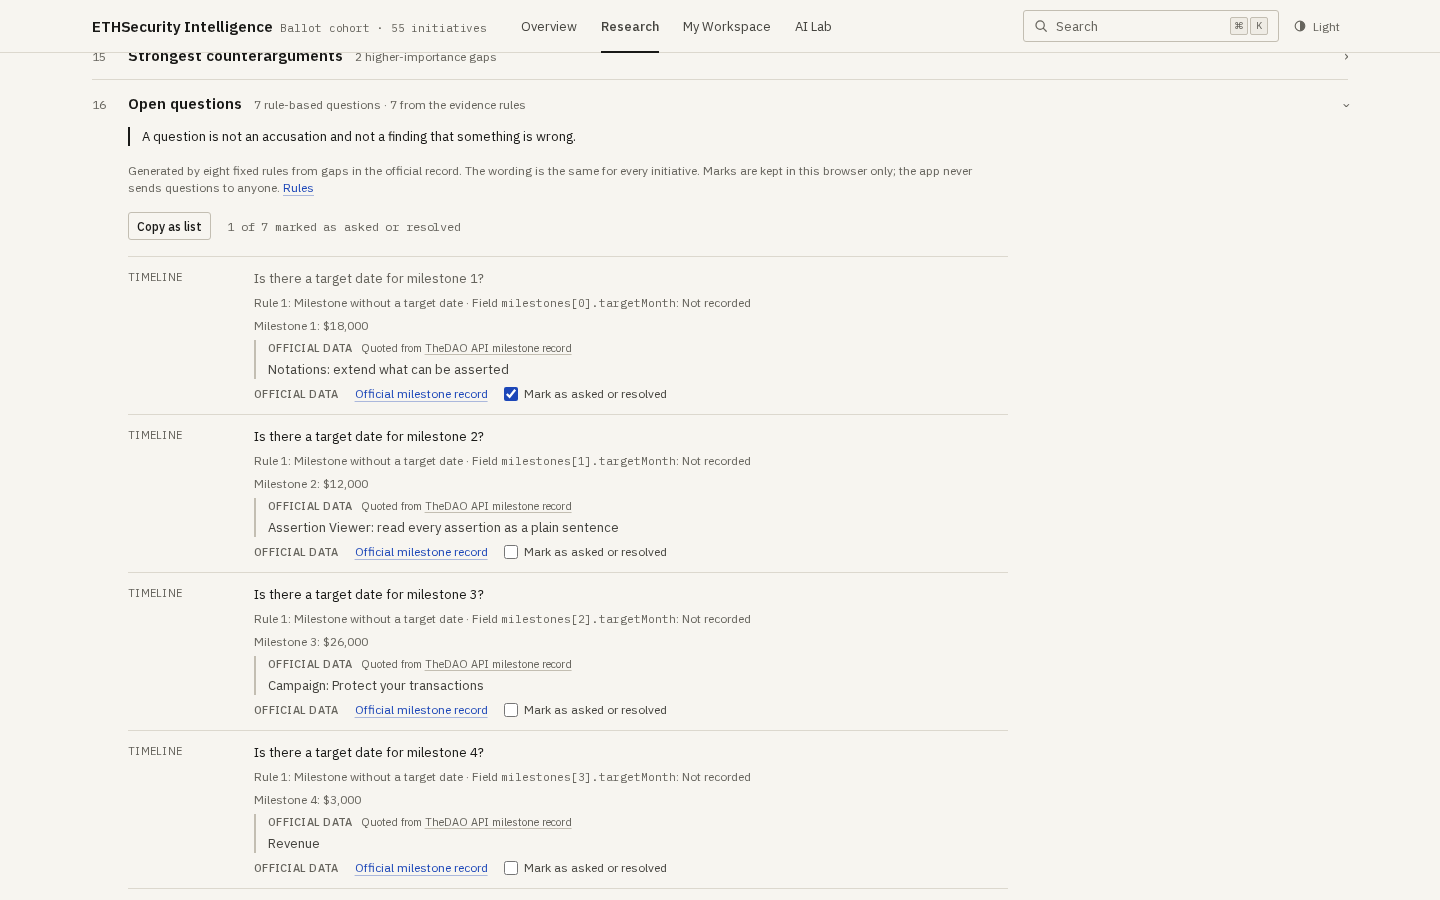 ETHSecurity Intelligence Ballot cohort · 55 initiatives Overview Research My Workspace AI Lab Search ⌘ K Light
15 Strongest counterarguments 2 higher-importance gaps
16 Open questions 7 rule-based questions · 7 from the evidence rules
A question is not an accusation and not a finding that something is wrong.
Generated by eight fixed rules from gaps in the official record. The wording is the same for every initiative. Marks are kept in this browser only; the app never
sends questions to anyone. Rules
Copy as list 1 of 7 marked as asked or resolved
TIMELINE Is there a target date for milestone 1?
Rule 1: Milestone without a target date · Field milestones[0].targetMonth: Not recorded
Milestone 1: $18,000
OFFICIAL DATA Quoted from TheDAO API milestone record
Notations: extend what can be asserted
OFFICIAL DATA Official milestone record Mark as asked or resolved
TIMELINE Is there a target date for milestone 2?
Rule 1: Milestone without a target date · Field milestones[1].targetMonth: Not recorded
Milestone 2: $12,000
OFFICIAL DATA Quoted from TheDAO API milestone record
Assertion Viewer: read every assertion as a plain sentence
OFFICIAL DATA Official milestone record Mark as asked or resolved
TIMELINE Is there a target date for milestone 3?
Rule 1: Milestone without a target date · Field milestones[2].targetMonth: Not recorded
Milestone 3: $26,000
OFFICIAL DATA Quoted from TheDAO API milestone record
Campaign: Protect your transactions
OFFICIAL DATA Official milestone record Mark as asked or resolved
TIMELINE Is there a target date for milestone 4?
Rule 1: Milestone without a target date · Field milestones[3].targetMonth: Not recorded
Milestone 4: $3,000
OFFICIAL DATA Quoted from TheDAO API milestone record
Revenue
OFFICIAL DATA Official milestone record Mark as asked or resolved